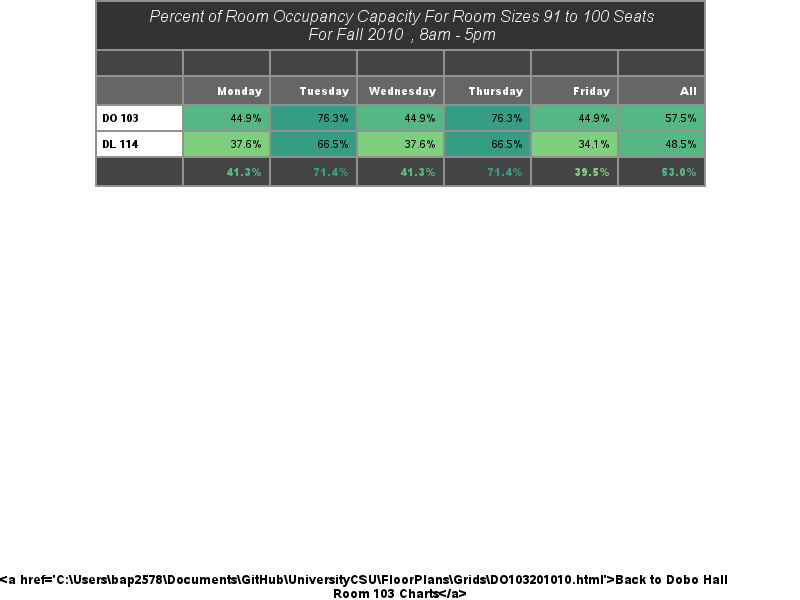 Percent of Room Occupancy Capacity For Room Sizes 91 to 100 Seats
For Fall 2010 , 8am - 5pm
Monday Tuesday Wednesday Thursday Friday All
DO 103 44.9% 76.3% 44.9% 76.3% 44.9% 57.5%
DL 114 37.6% 66.5% 37.6% 66.5% 34.1% 48.5%
41.3% 71.4% 41.3% 71.4% 39.5% 53.0%
<a href='C:\Users\bap2578\Documents\GitHub\UniversityCSU\FloorPlans\Grids\DO103201010.html'>Back to Dobo Hall
Room 103 Charts</a>